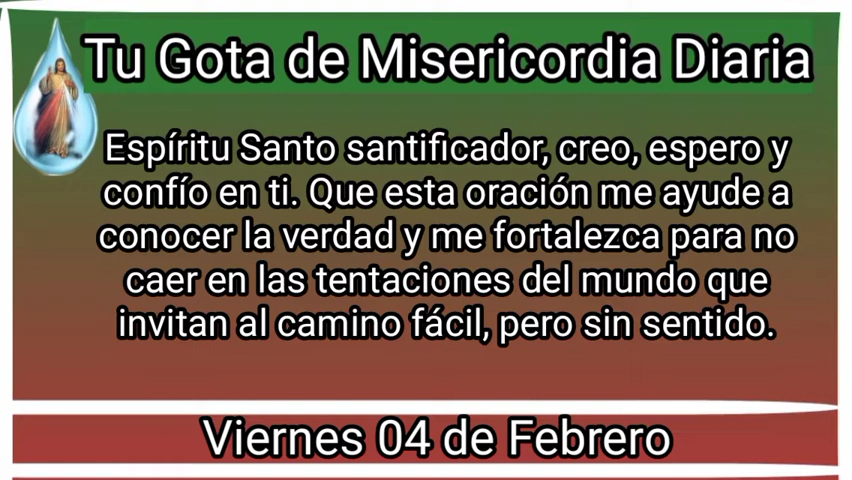 Tu Gota de Misericordia Diaria
Espíritu Santo santificador, creo, espero y
confío en ti. Que esta oración me ayude a
conocer la verdad y me fortalezca para no
caer en las tentaciones del mundo que
invitan al camino fácil, pero sin sentido.
Viernes 04 de Febrero